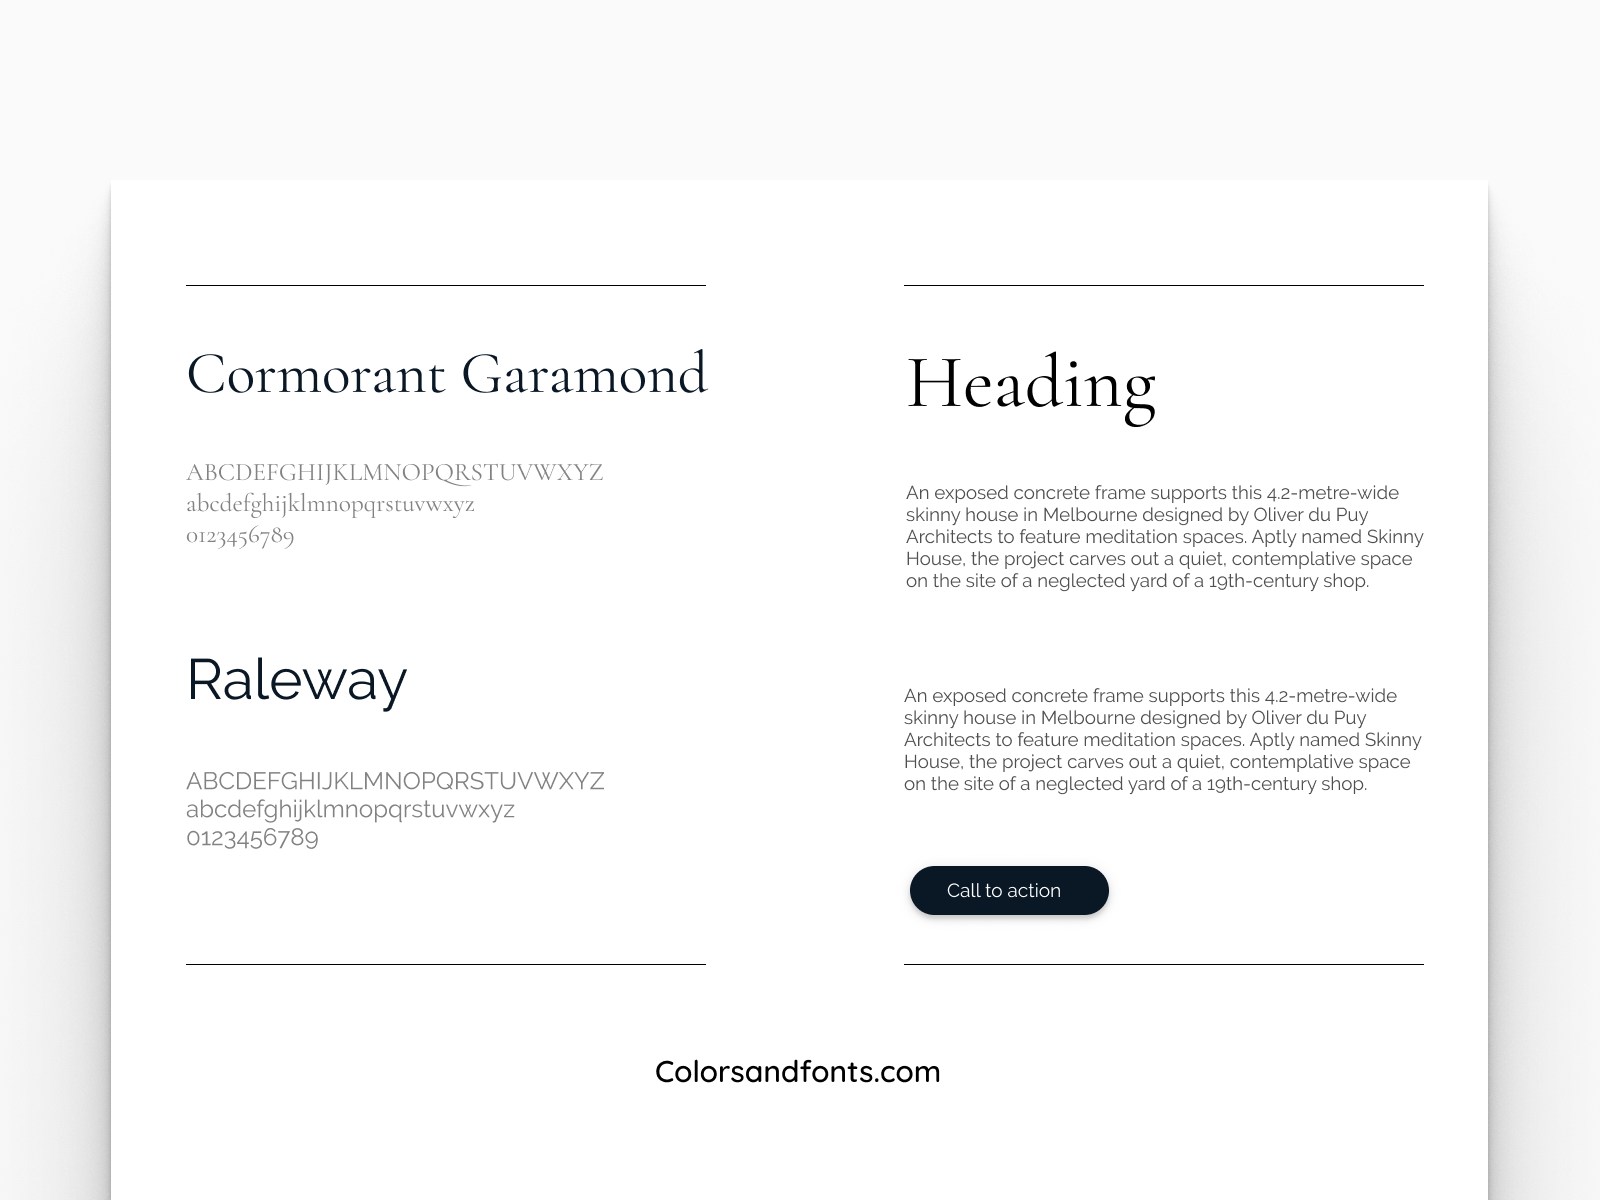 Cormorant Garamond
ABCDEFGHIJKLMNOPQRSTUVWXYZ
abcdefghijklmnopqrstuvwxyz
0123456789
Raleway
ABCDEFGHIJKLMNOPQRSTUVWXYZ
abcdefghijklmnopqrstuvwxyz
0123456789
Heading
An exposed concrete frame supports this 4.2-metre-wide
skinny house in Melbourne designed by Oliver du Puy
Architects to feature meditation spaces. Aptly named Skinny
House, the project carves out a quiet, contemplative space
on the site of a neglected yard of a 19th-century shop.
An exposed concrete frame supports this 4.2-metre-wide
skinny house in Melbourne designed by Oliver du Puy
Architects to feature meditation spaces. Aptly named Skinny
House, the project carves out a quiet, contemplative space
on the site of a neglected yard of a 19th-century shop.
Call to action
Colorsandfonts.com